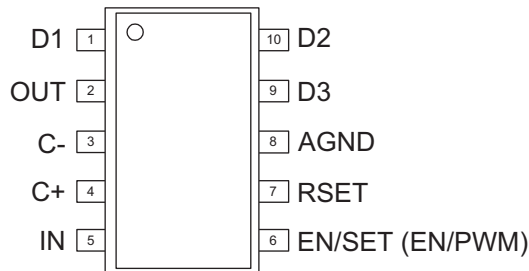 D1 1 10 D2
OUT 2 9 D3
C- 3 8 AGND
C+ 4 7 RSET
IN 5 6 EN/SET (EN/PWM)